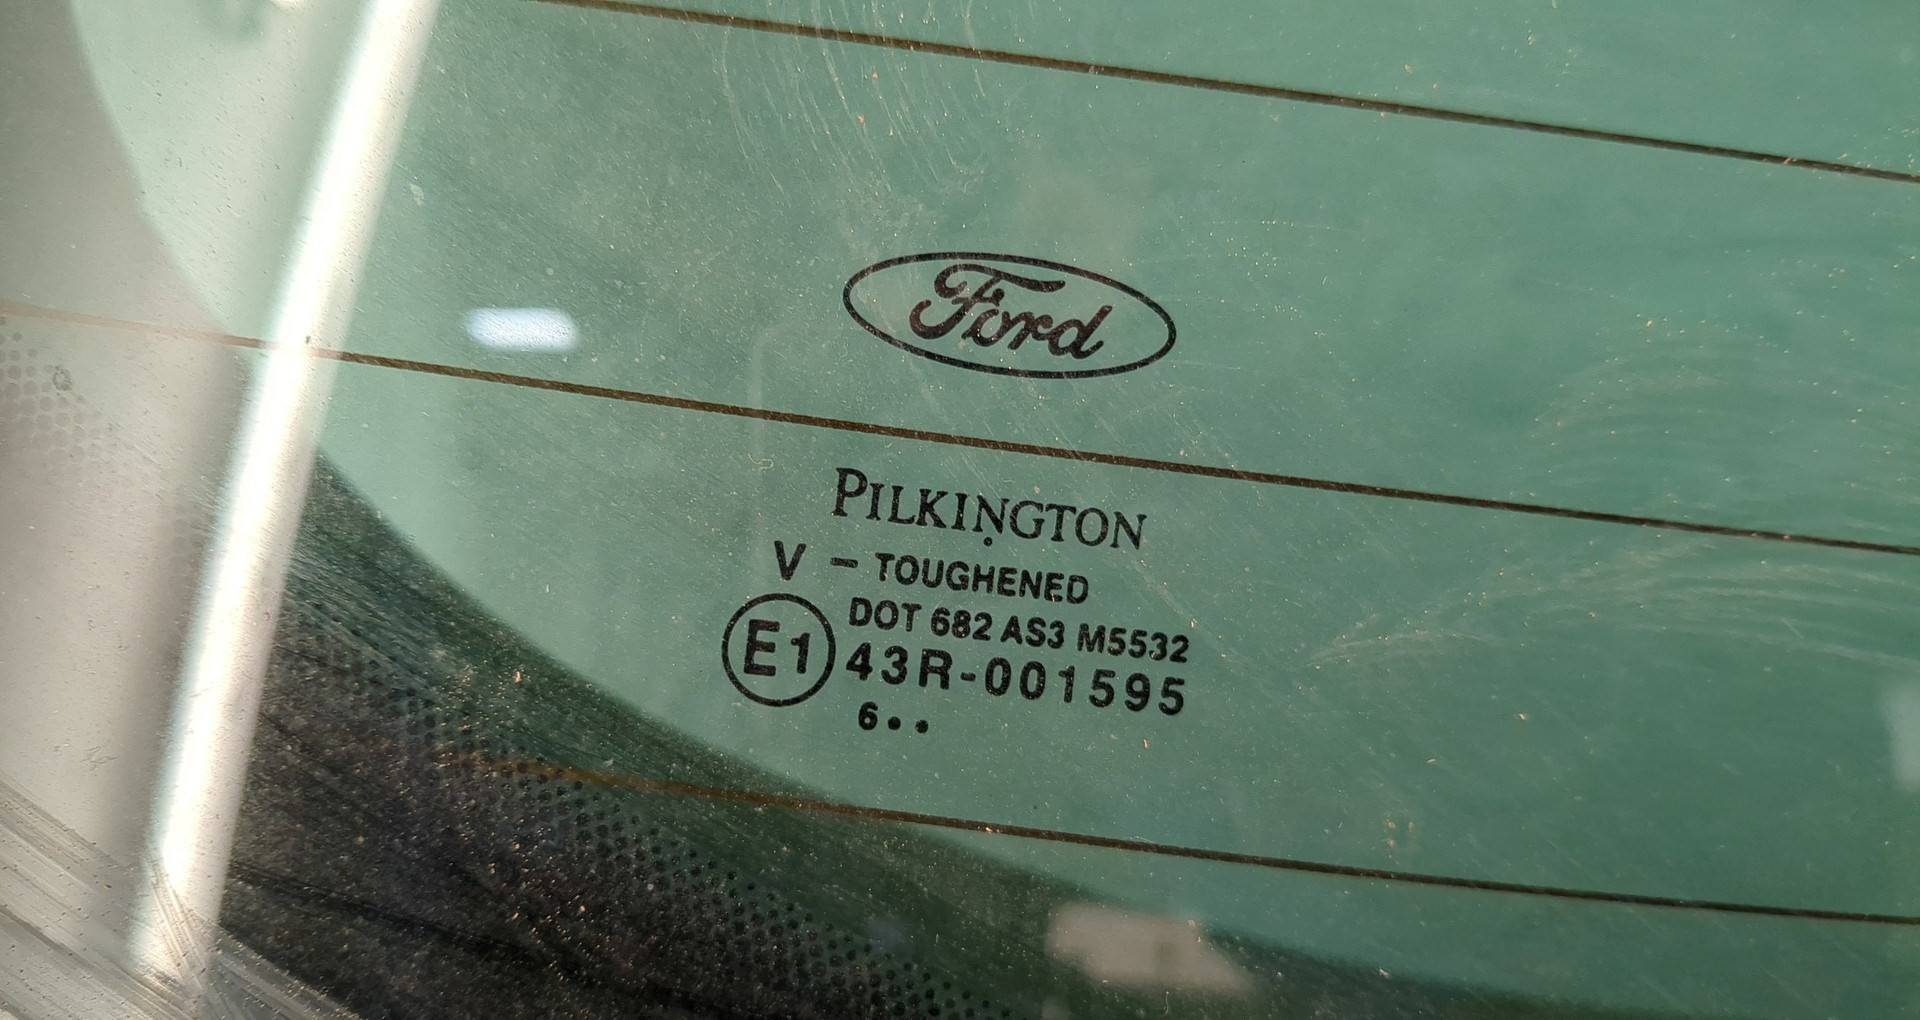 Ford
PILKINGTON
V - TOUGHENED
DOT 682 AS3 M5532
E1 43R-001595
6••